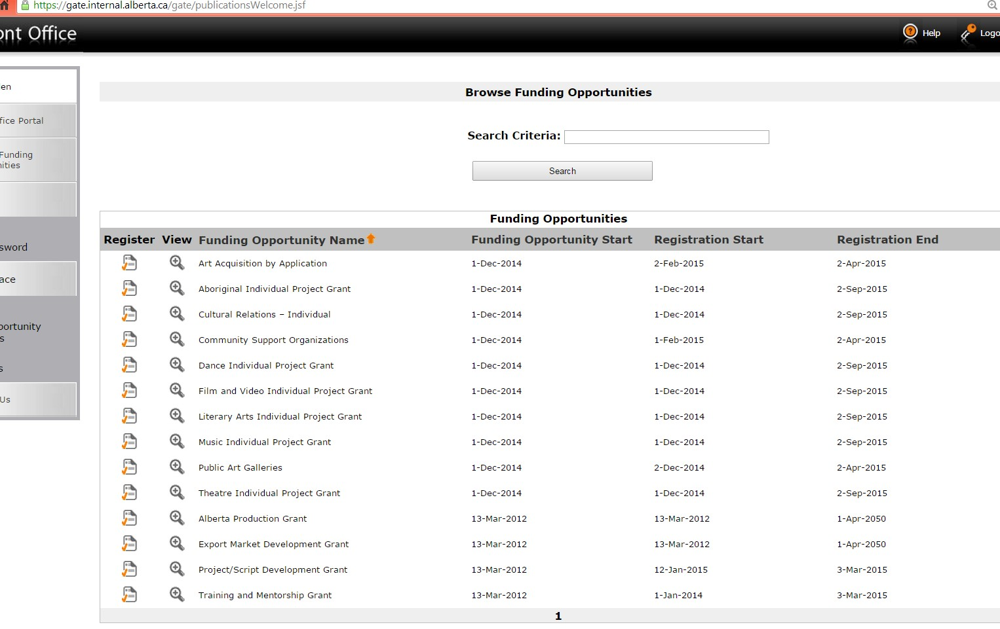 https://gate.internal.alberta.ca/gate/publicationsWelcome.jsf
ont Office
Help
Logo
en
fice Portal
Funding
ities
sword
ace
portunity
s
s
Us
Browse Funding Opportunities
Search Criteria:
Search
Funding Opportunities
Register View Funding Opportunity Name Funding Opportunity Start Registration Start Registration End
Art Acquisition by Application 1-Dec-2014 2-Feb-2015 2-Apr-2015
Aboriginal Individual Project Grant 1-Dec-2014 1-Dec-2014 2-Sep-2015
Cultural Relations – Individual 1-Dec-2014 1-Dec-2014 2-Sep-2015
Community Support Organizations 1-Dec-2014 1-Feb-2015 2-Apr-2015
Dance Individual Project Grant 1-Dec-2014 1-Dec-2014 2-Sep-2015
Film and Video Individual Project Grant 1-Dec-2014 1-Dec-2014 2-Sep-2015
Literary Arts Individual Project Grant 1-Dec-2014 1-Dec-2014 2-Sep-2015
Music Individual Project Grant 1-Dec-2014 1-Dec-2014 2-Sep-2015
Public Art Galleries 1-Dec-2014 2-Dec-2014 2-Apr-2015
Theatre Individual Project Grant 1-Dec-2014 1-Dec-2014 2-Sep-2015
Alberta Production Grant 13-Mar-2012 13-Mar-2012 1-Apr-2050
Export Market Development Grant 13-Mar-2012 13-Mar-2012 1-Apr-2050
Project/Script Development Grant 13-Mar-2012 12-Jan-2015 3-Mar-2015
Training and Mentorship Grant 13-Mar-2012 1-Jan-2014 3-Mar-2015
1